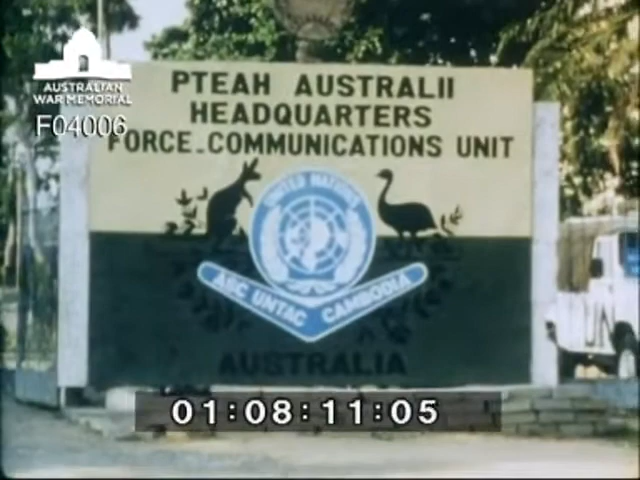 AUSTRALIAN
WAR MEMORIAL
F04006
PTEAH AUSTRALII
HEADQUARTERS
FORCE COMMUNICATIONS UNIT
UNITED NATIONS
ASC UNTAC CAMBODIA
AUSTRALIA
UN
01:08:11:05